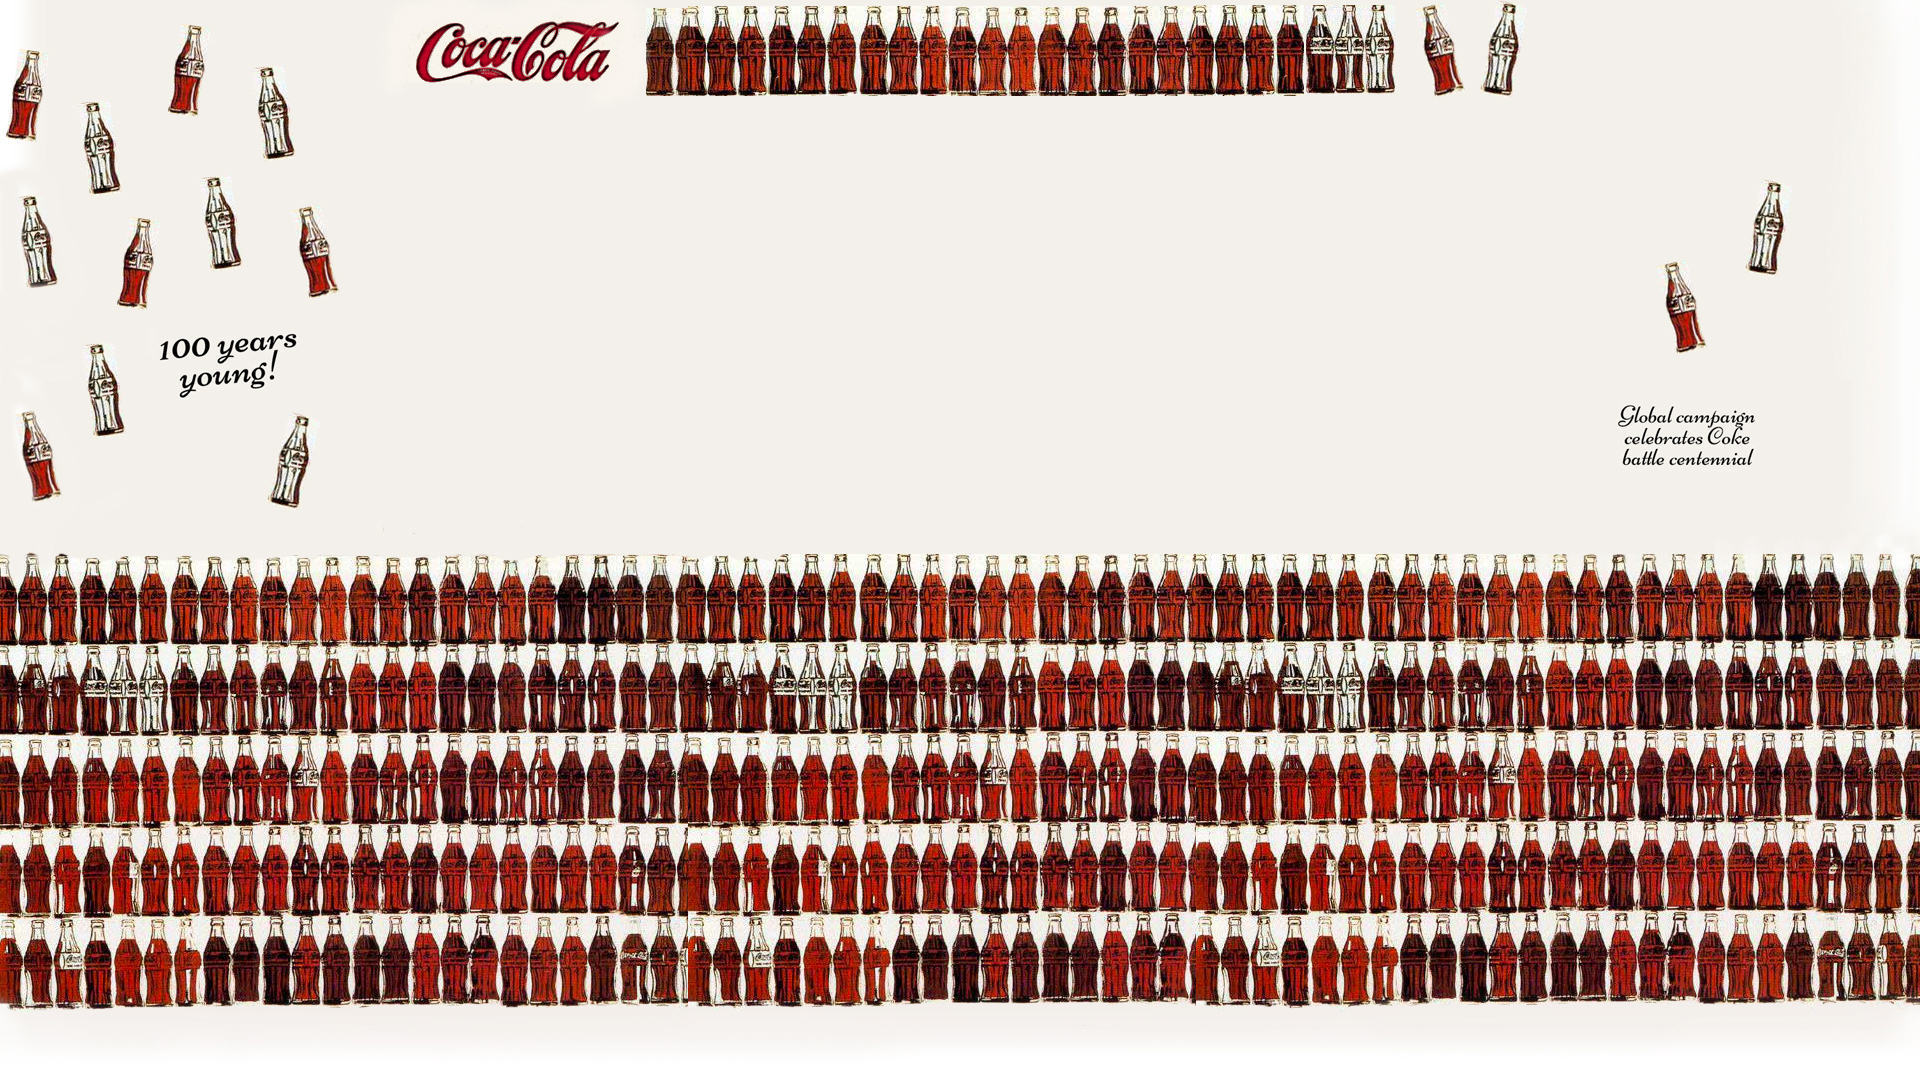 Coca-Cola
100 years
young!
Global campaign
celebrates Coke
battle centennial